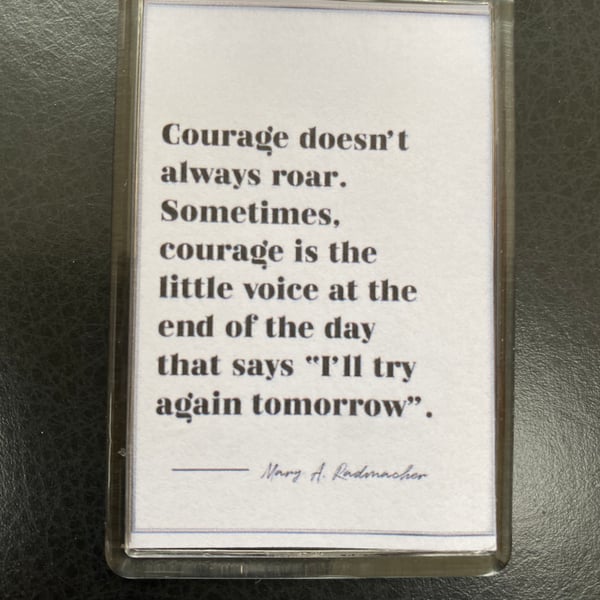 Courage doesn't
always roar.
Sometimes,
courage is the
little voice at the
end of the day
that says “I'll try
again tomorrow”.
Mary A. Radmacher